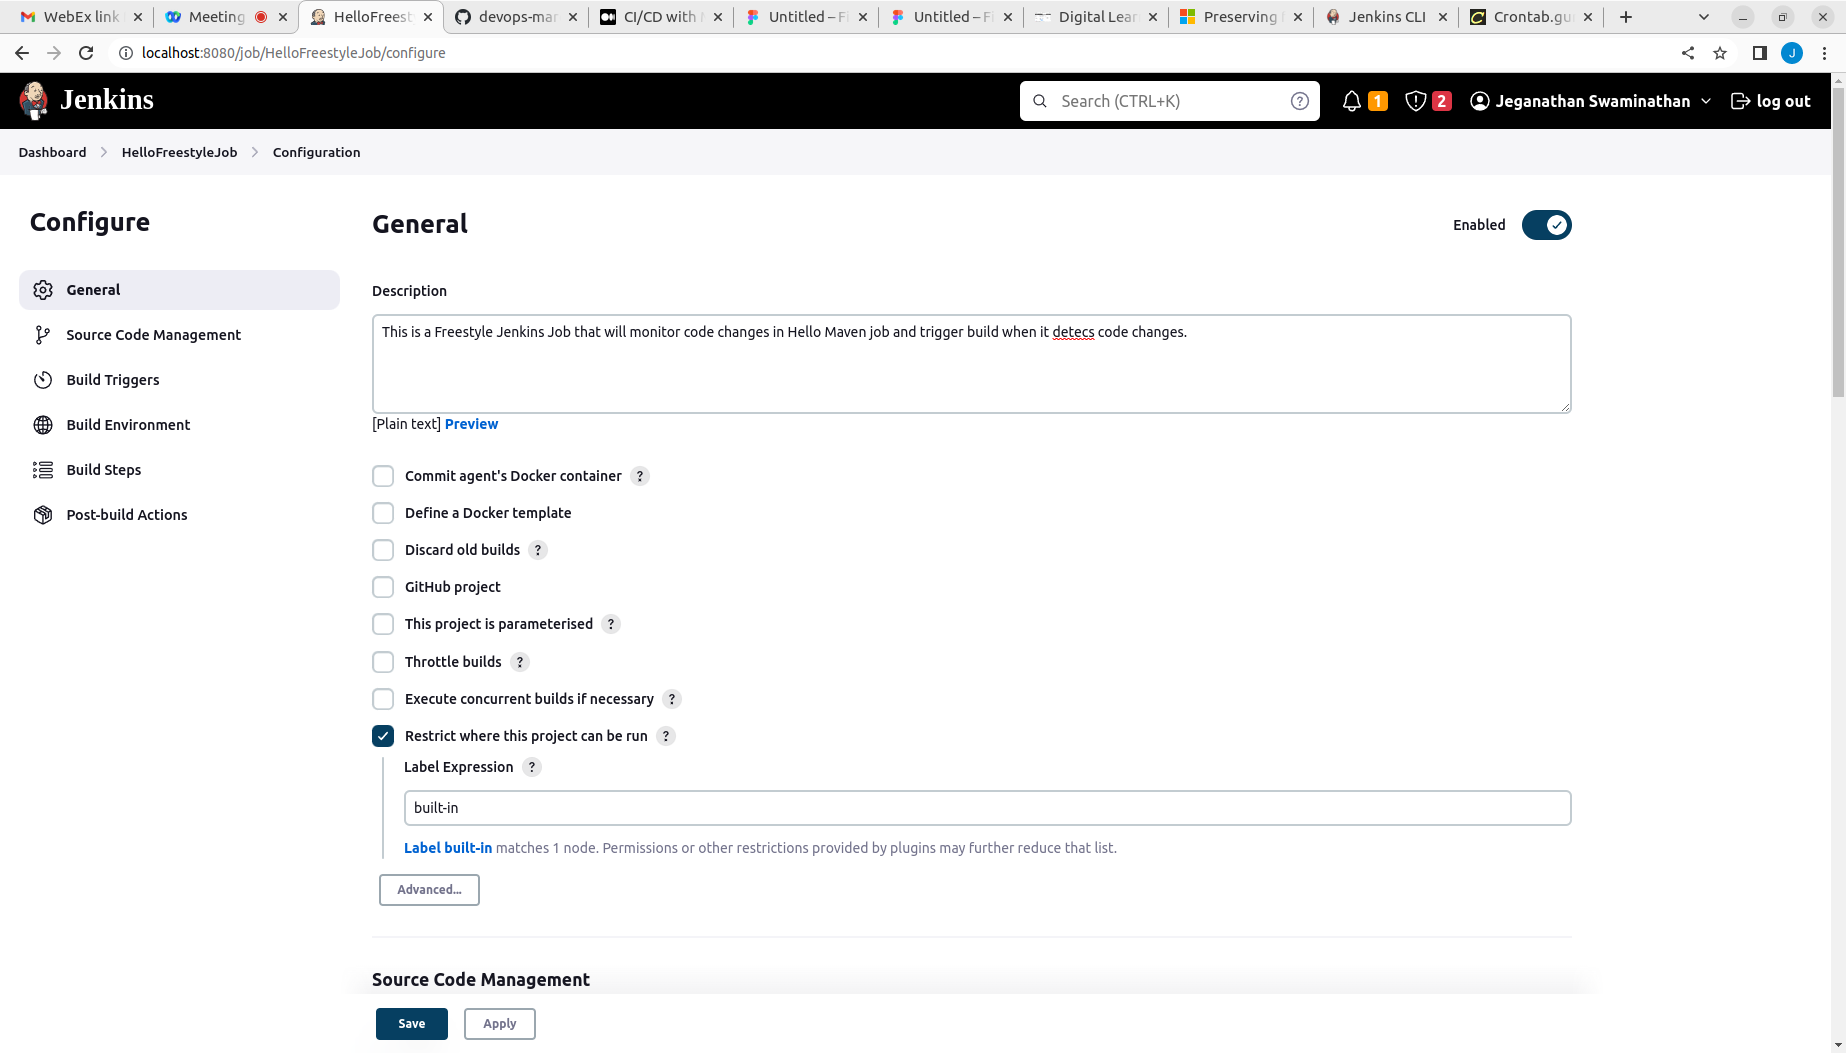 WebEx link
Meeting
HelloFreest
devops-mar
CI/CD with
Untitled – Fi
Untitled – Fi
Digital Lear
Preserving
Jenkins CLI
Crontab.gu
localhost:8080/job/HelloFreestyleJob/configure
J
Jenkins
Search (CTRL+K)
?
1
2
Jeganathan Swaminathan
log out
Dashboard
HelloFreestyleJob
Configuration
Configure
General
Source Code Management
Build Triggers
Build Environment
Build Steps
Post-build Actions
General
Enabled
Description
This is a Freestyle Jenkins Job that will monitor code changes in Hello Maven job and trigger build when it detecs code changes.
[Plain text] Preview
Commit agent's Docker container ?
Define a Docker template
Discard old builds ?
GitHub project
This project is parameterised ?
Throttle builds ?
Execute concurrent builds if necessary ?
Restrict where this project can be run ?
Label Expression ?
built-in
Label built-in matches 1 node. Permissions or other restrictions provided by plugins may further reduce that list.
Advanced...
Source Code Management
Save
Apply